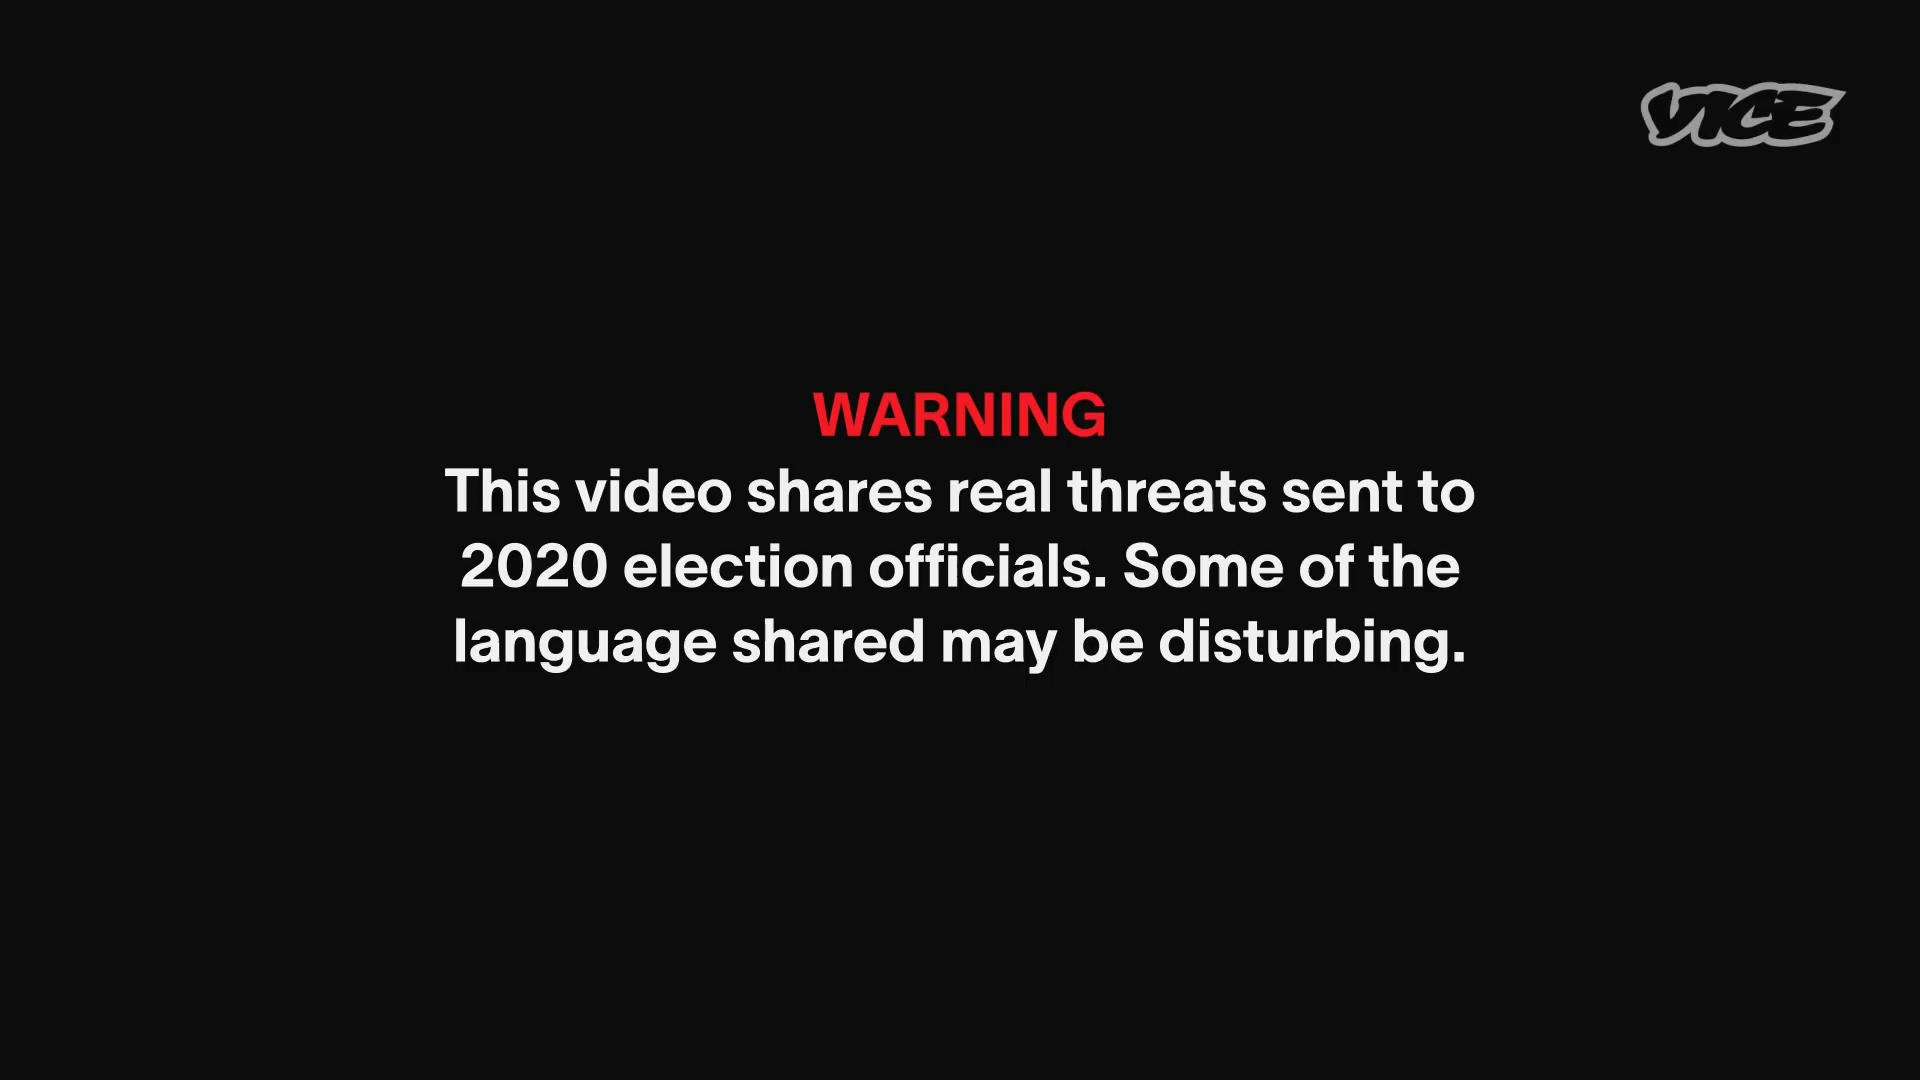 VICE
WARNING
This video shares real threats sent to
2020 election officials. Some of the
language shared may be disturbing.